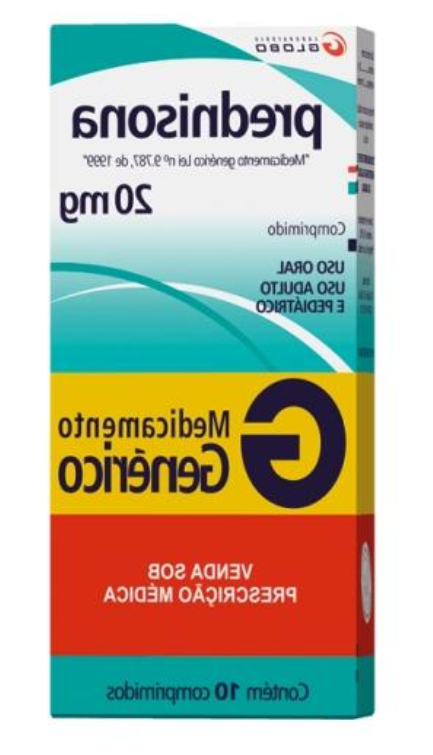 LABORATÓRIO
GLOBO
prednisona
"Medicamento genérico Lei nº 9.787, de 1999"
20 mg
Comprimido
USO ORAL
USO ADULTO
E PEDIÁTRICO
G Medicamento
Genérico
VENDA SOB
PRESCRIÇÃO MÉDICA
Contém 10 comprimidos